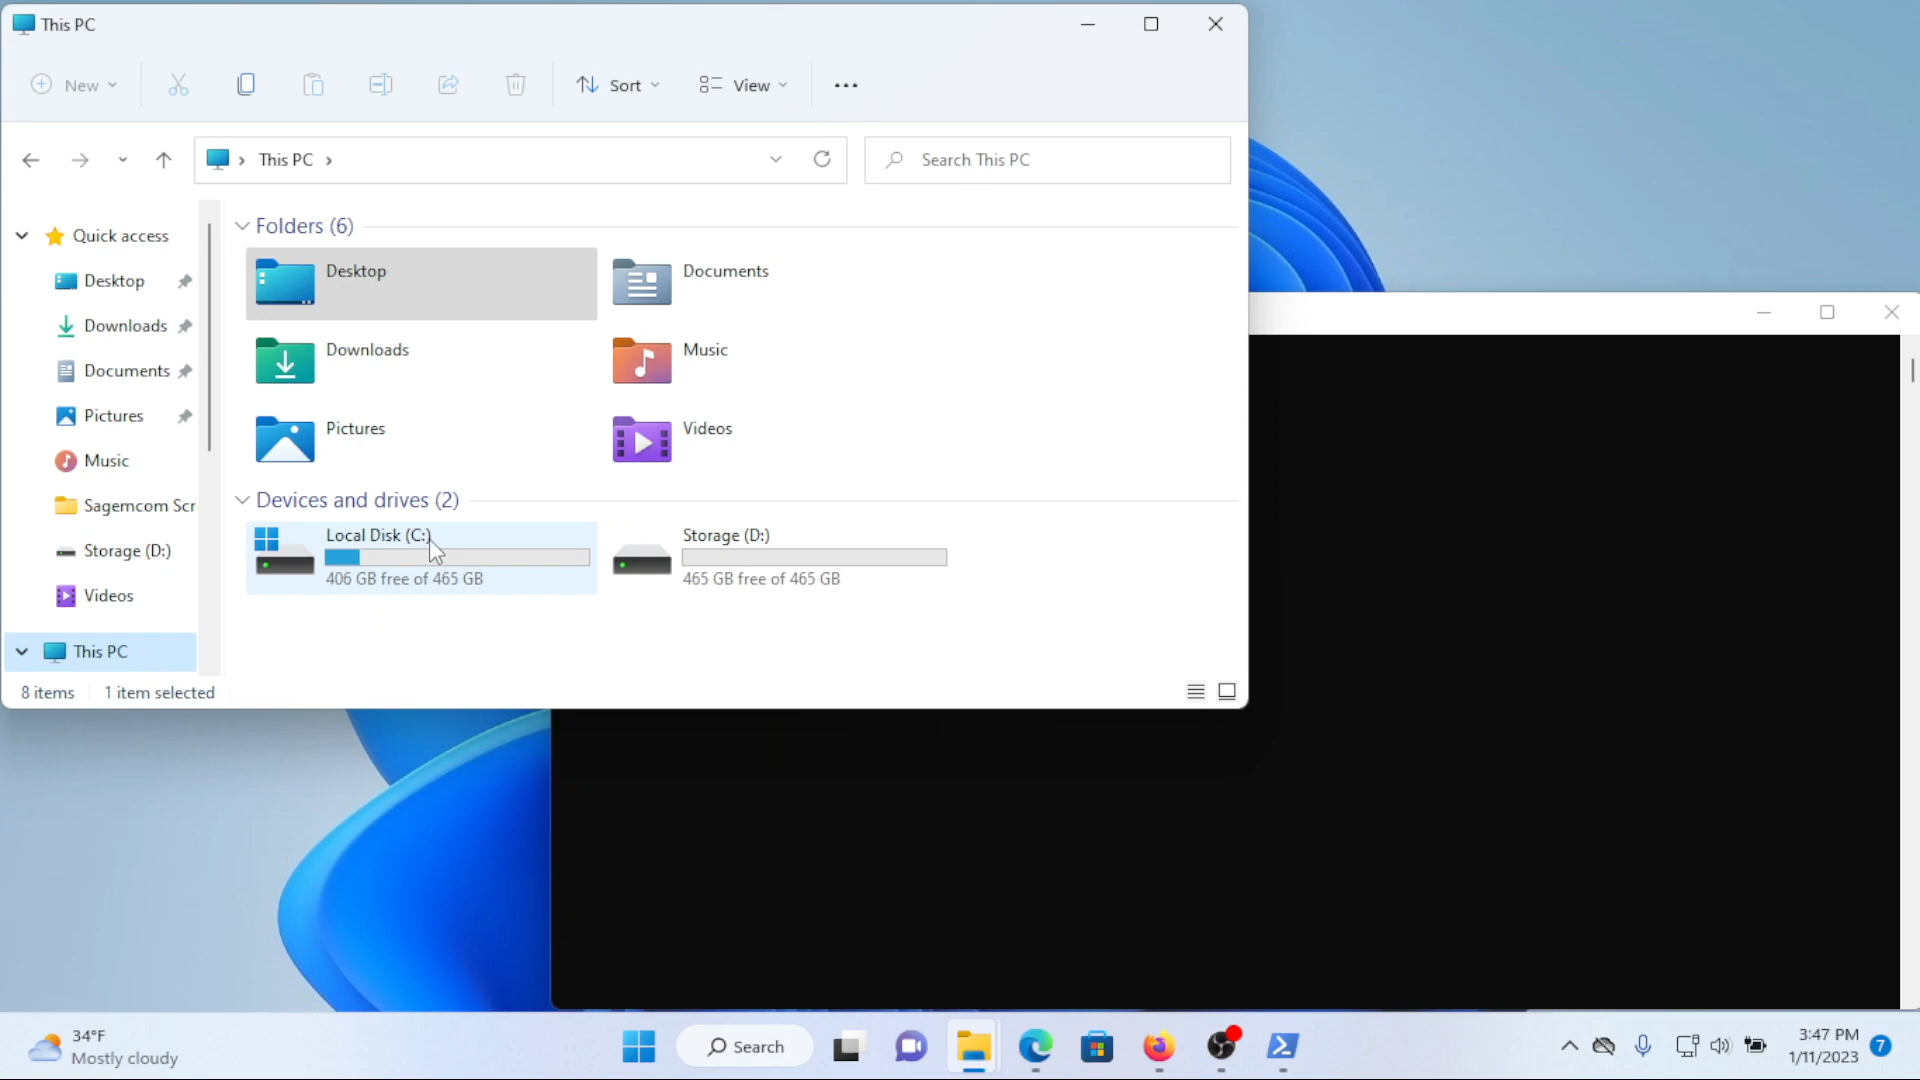 This PC
New
Sort
View
This PC
Search This PC
Quick access
Desktop
Downloads
Documents
Pictures
Music
Sagemcom Scr
Storage (D:)
Videos
This PC
Folders (6)
Desktop
Documents
Downloads
Music
Pictures
Videos
Devices and drives (2)
Local Disk (C:)
406 GB free of 465 GB
Storage (D:)
465 GB free of 465 GB
8 items
1 item selected
34°F
Mostly cloudy
Search
3:47 PM
1/11/2023
7